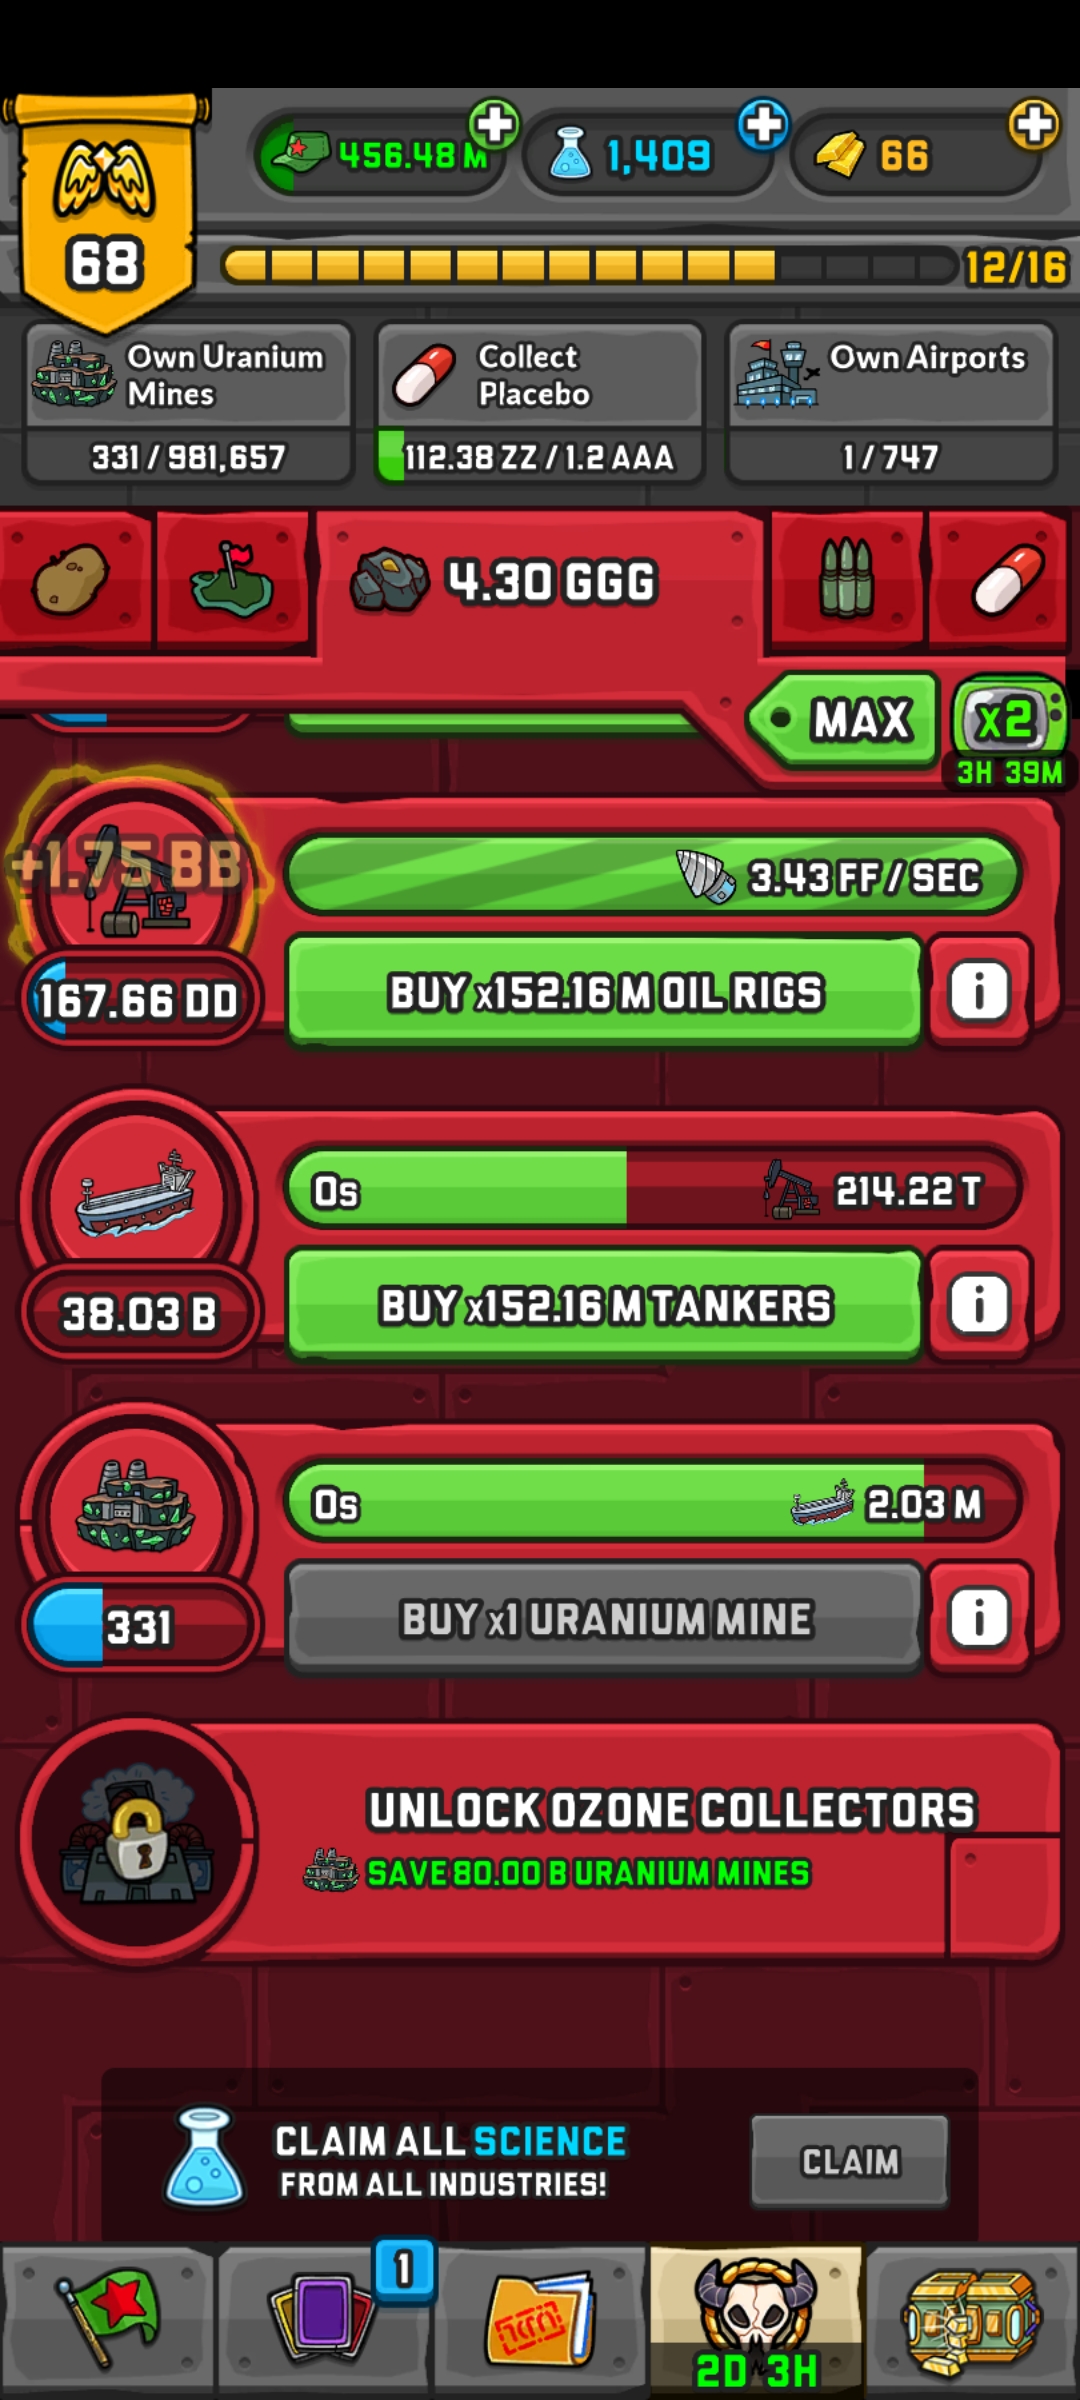 456.48 M
1,409
66
68
12/16
Own Uranium
Mines
331 / 981,657
Collect
Placebo
112.38 ZZ / 1.2 AAA
Own Airports
1 / 747
4.30 GGG
MAX
x2
3H 39M
+1.75 BB
3.43 FF / SEC
167.66 DD
BUY x152.16 M OIL RIGS
i
0s
214.22 T
38.03 B
BUY x152.16 M TANKERS
i
0s
2.03 M
331
BUY x1 URANIUM MINE
i
UNLOCK OZONE COLLECTORS
SAVE 80.00 B URANIUM MINES
CLAIM ALL SCIENCE
FROM ALL INDUSTRIES!
CLAIM
1
2D 3H